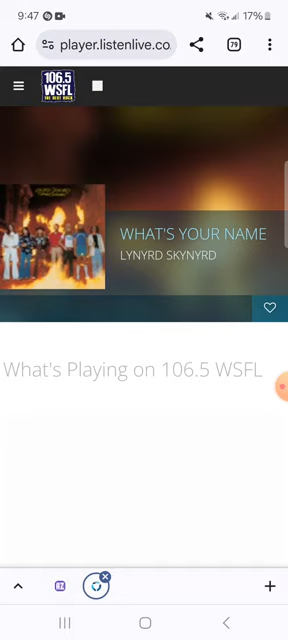 9:47
17%
player.listenlive.co
79
106.5
WSFL
THE BEST ROCK
WHAT'S YOUR NAME
LYNYRD SKYNYRD
What's Playing on 106.5 WSFL